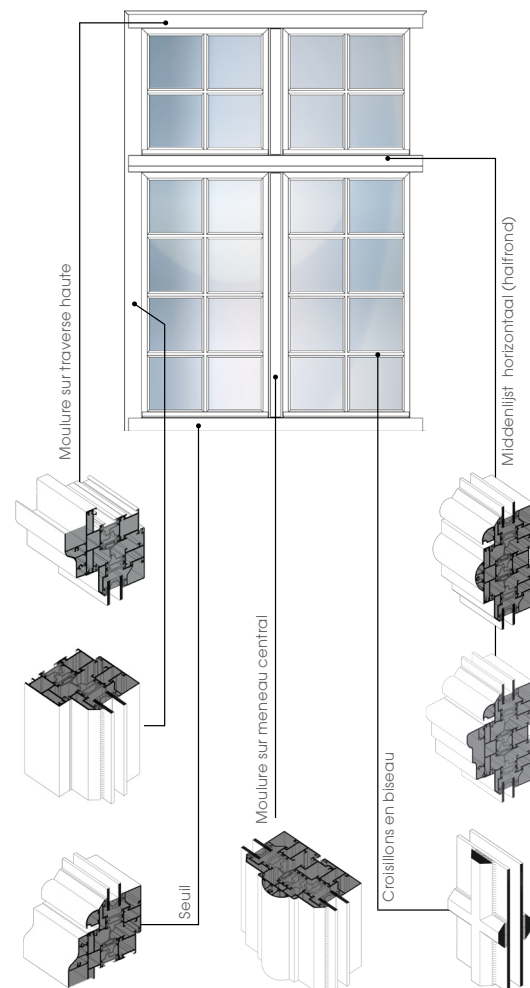 Moulure sur traverse haute
Middenlijst horizontaal (halfrond)
Moulure sur meneau central
Croisillons en biseau
Seuil